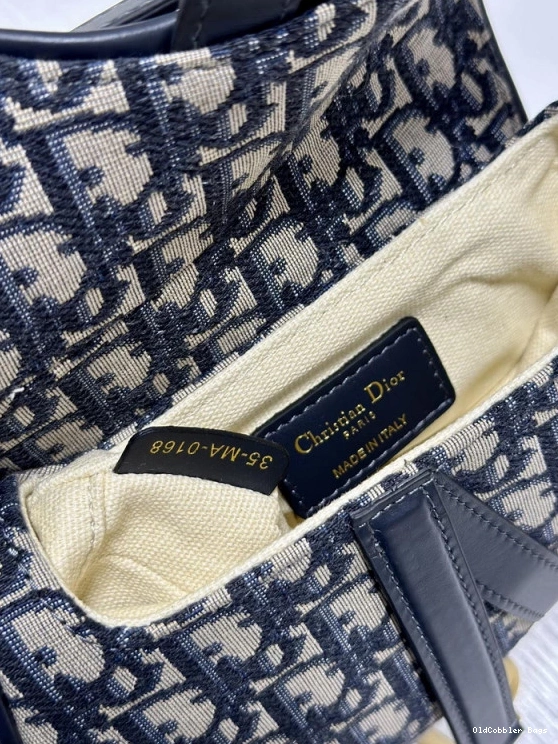 Christian Dior
PARIS
MADE IN ITALY
35-MA-0168
OldCobbler Bags